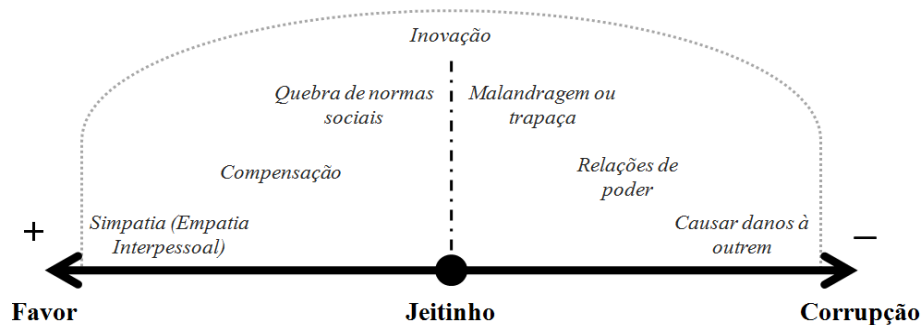 Inovação
Quebra de normas
sociais
Malandragem ou
trapaça
Compensação
Relações de
poder
+
Simpatia (Empatia
Interpessoal)
Causar danos à
outrem
–
Favor
Jeitinho
Corrupção